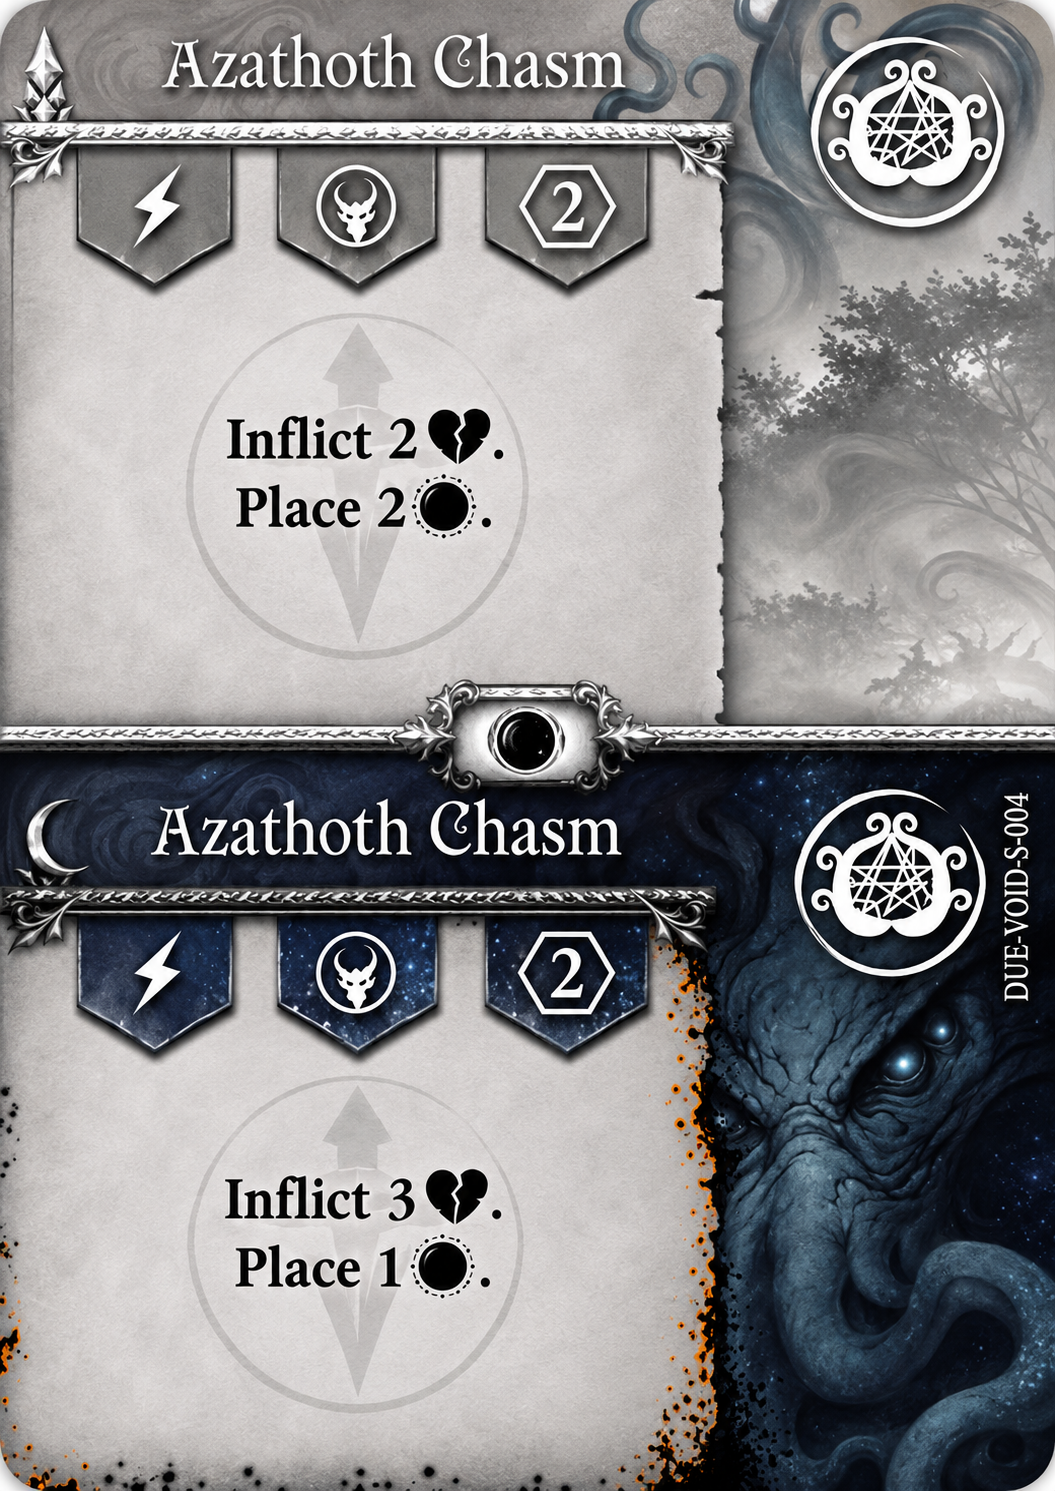 Azathoth Chasm
2
Inflict 2 .
Place 2 .
Azathoth Chasm
DUE-VOID-S-004
2
Inflict 3 .
Place 1 .